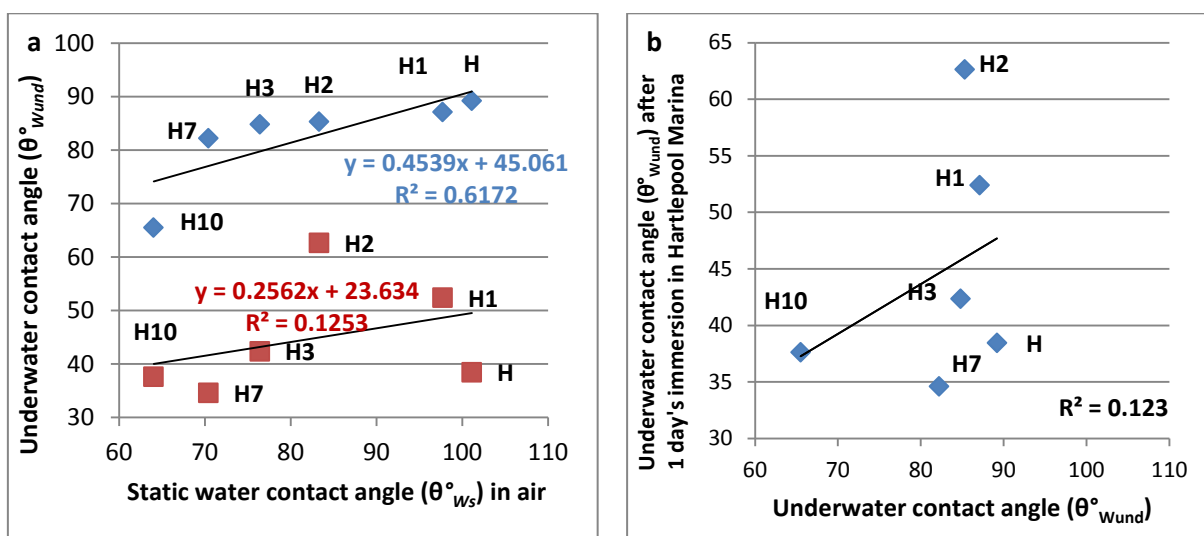 a
100
90
80
70
60
50
40
30
Underwater contact angle (θ°Wund)
H10
H7
H3
H2
H1
H
y = 0.4539x + 45.061
R² = 0.6172
H2
y = 0.2562x + 23.634
R² = 0.1253
H10
H1
H3
H7
H
60 70 80 90 100 110
Static water contact angle (θ°Ws) in air
b
65
60
55
50
45
40
35
30
Underwater contact angle (θ°Wund) after
1 day's immersion in Hartlepool Marina
H2
H1
H10
H3
H7
H
R² = 0.123
60 70 80 90 100 110
Underwater contact angle (θ°Wund)